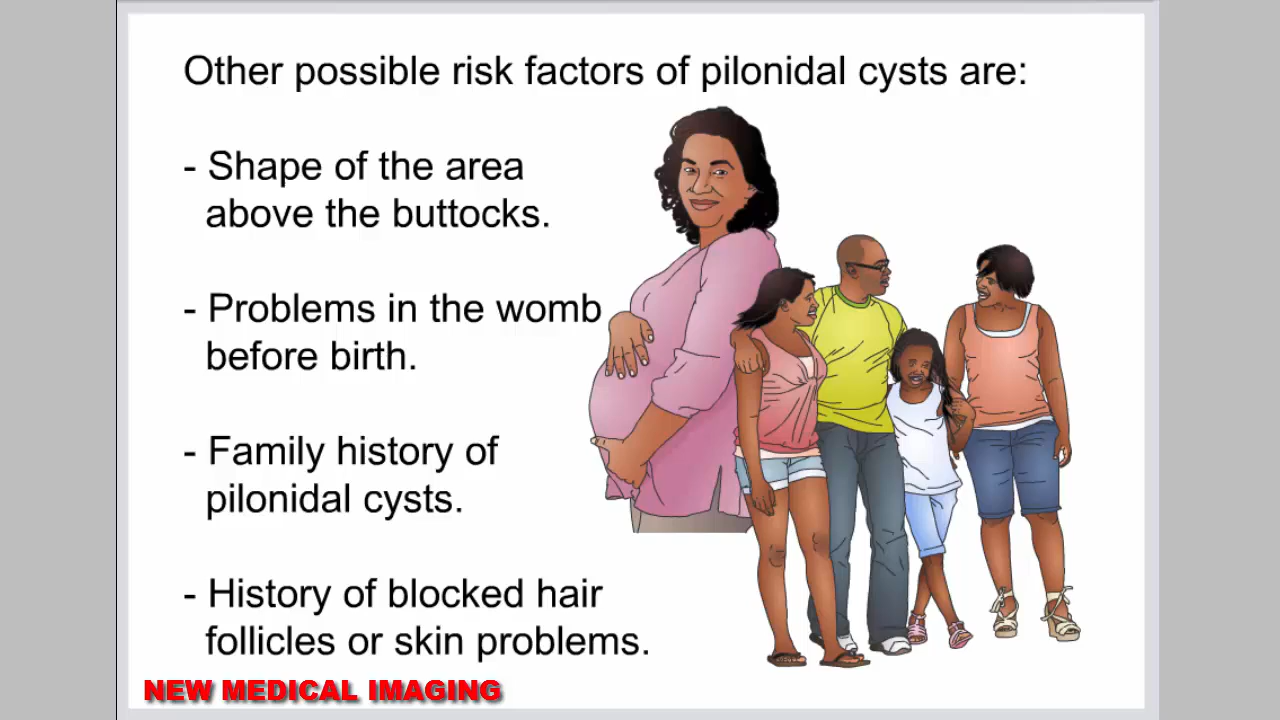 Other possible risk factors of pilonidal cysts are:
- Shape of the area
above the buttocks.
- Problems in the womb
before birth.
- Family history of
pilonidal cysts.
- History of blocked hair
follicles or skin problems.
NEW MEDICAL IMAGING